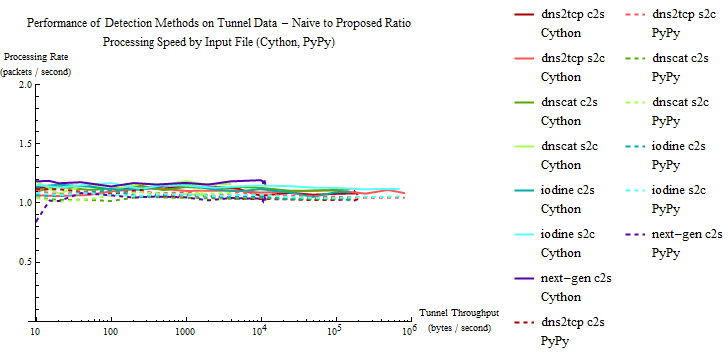 Performance of Detection Methods on Tunnel Data − Naive to Proposed Ratio
Processing Speed by Input File (Cython, PyPy)
Processing Rate
(packets / second)
2.0
1.5
1.0
0.5
10
100
1000
10^4
10^5
10^6
Tunnel Throughput
(bytes / second)
dns2tcp c2s
Cython
dns2tcp s2c
Cython
dnscat c2s
Cython
dnscat s2c
Cython
iodine c2s
Cython
iodine s2c
Cython
next−gen c2s
Cython
dns2tcp c2s
PyPy
dns2tcp s2c
PyPy
dnscat c2s
PyPy
dnscat s2c
PyPy
iodine c2s
PyPy
iodine s2c
PyPy
next−gen c2s
PyPy